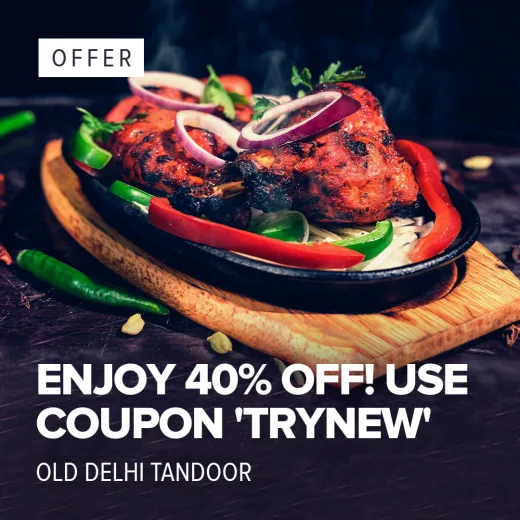 OFFER
ENJOY 40% OFF! USE
COUPON 'TRYNEW'
OLD DELHI TANDOOR